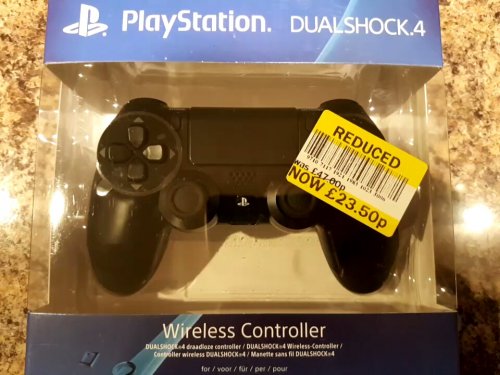 PlayStation®
DUALSHOCK®4
REDUCED
was £47.00p
NOW £23.50p
Wireless Controller
DUALSHOCK®4 draadloze controller / DUALSHOCK®4 Wireless-Controller /
Controller wireless DUALSHOCK®4 / Manette sans fil DUALSHOCK®4
for / voor / für / per / pour